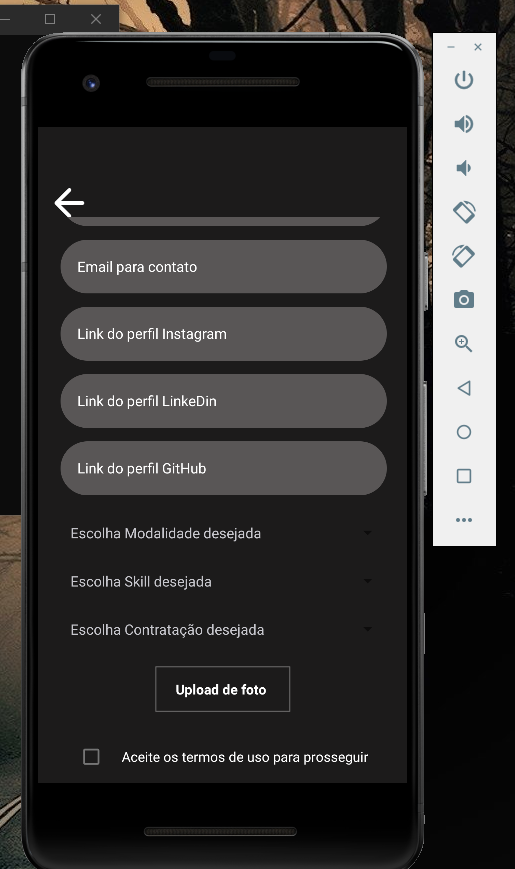 Email para contato
Link do perfil Instagram
Link do perfil LinkeDin
Link do perfil GitHub
Escolha Modalidade desejada
Escolha Skill desejada
Escolha Contratação desejada
Upload de foto
Aceite os termos de uso para prosseguir